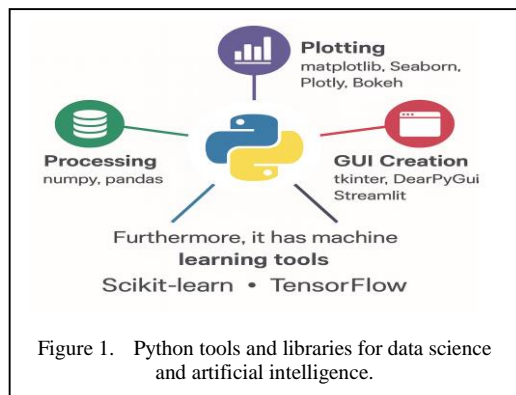 Plotting
matplotlib, Seaborn,
Plotly, Bokeh
Processing
numpy, pandas
GUI Creation
tkinter, DearPyGui
Streamlit
Furthermore, it has machine
learning tools
Scikit-learn • TensorFlow
Figure 1. Python tools and libraries for data science
and artificial intelligence.